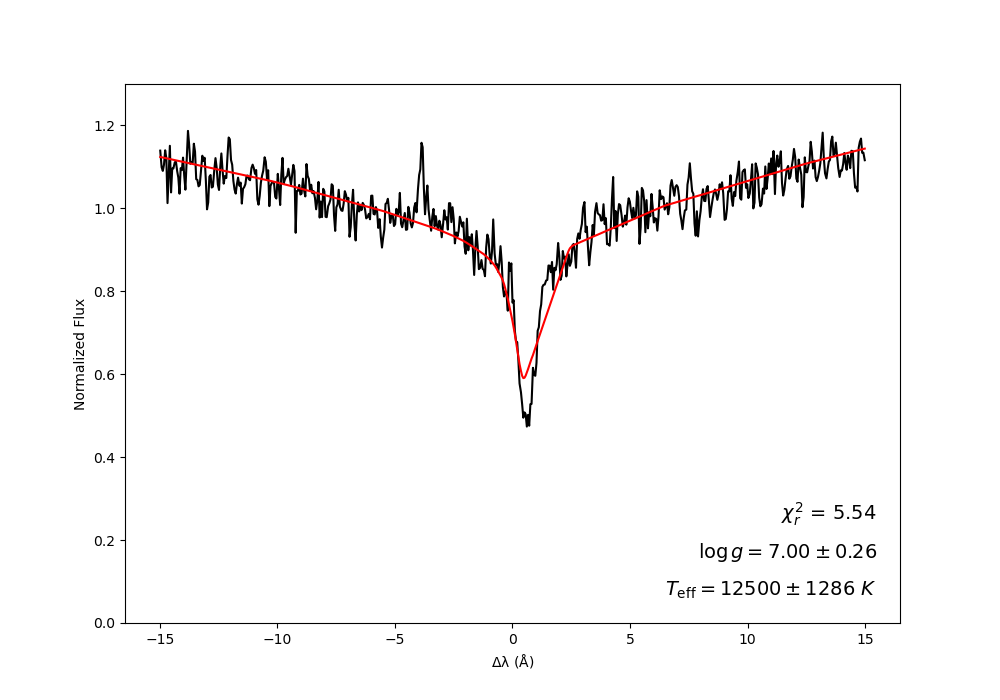 1.2
1.0
0.8
0.6
0.4
0.2
0.0
Normalized Flux
χ²ᵣ = 5.54
log g = 7.00 ± 0.26
T_eff = 12500 ± 1286 K
−15 −10 −5 0 5 10 15
Δλ (Å)